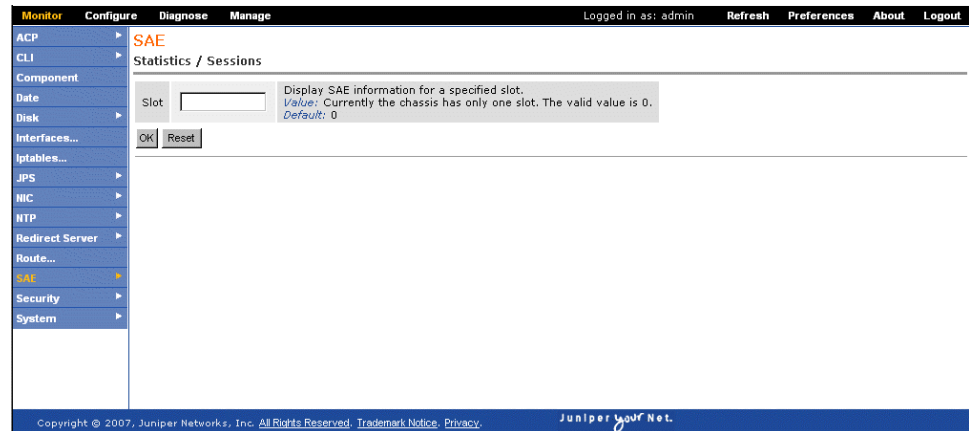 Monitor Configure Diagnose Manage Logged in as: admin Refresh Preferences About Logout
ACP
CLI
Component
Date
Disk
Interfaces...
Iptables...
JPS
NIC
NTP
Redirect Server
Route...
SAE
Security
System
SAE
Statistics / Sessions
Slot
Display SAE information for a specified slot.
Value: Currently the chassis has only one slot. The valid value is 0.
Default: 0
OK Reset
Copyright © 2007, Juniper Networks, Inc. All Rights Reserved. Trademark Notice. Privacy. Juniper your Net.